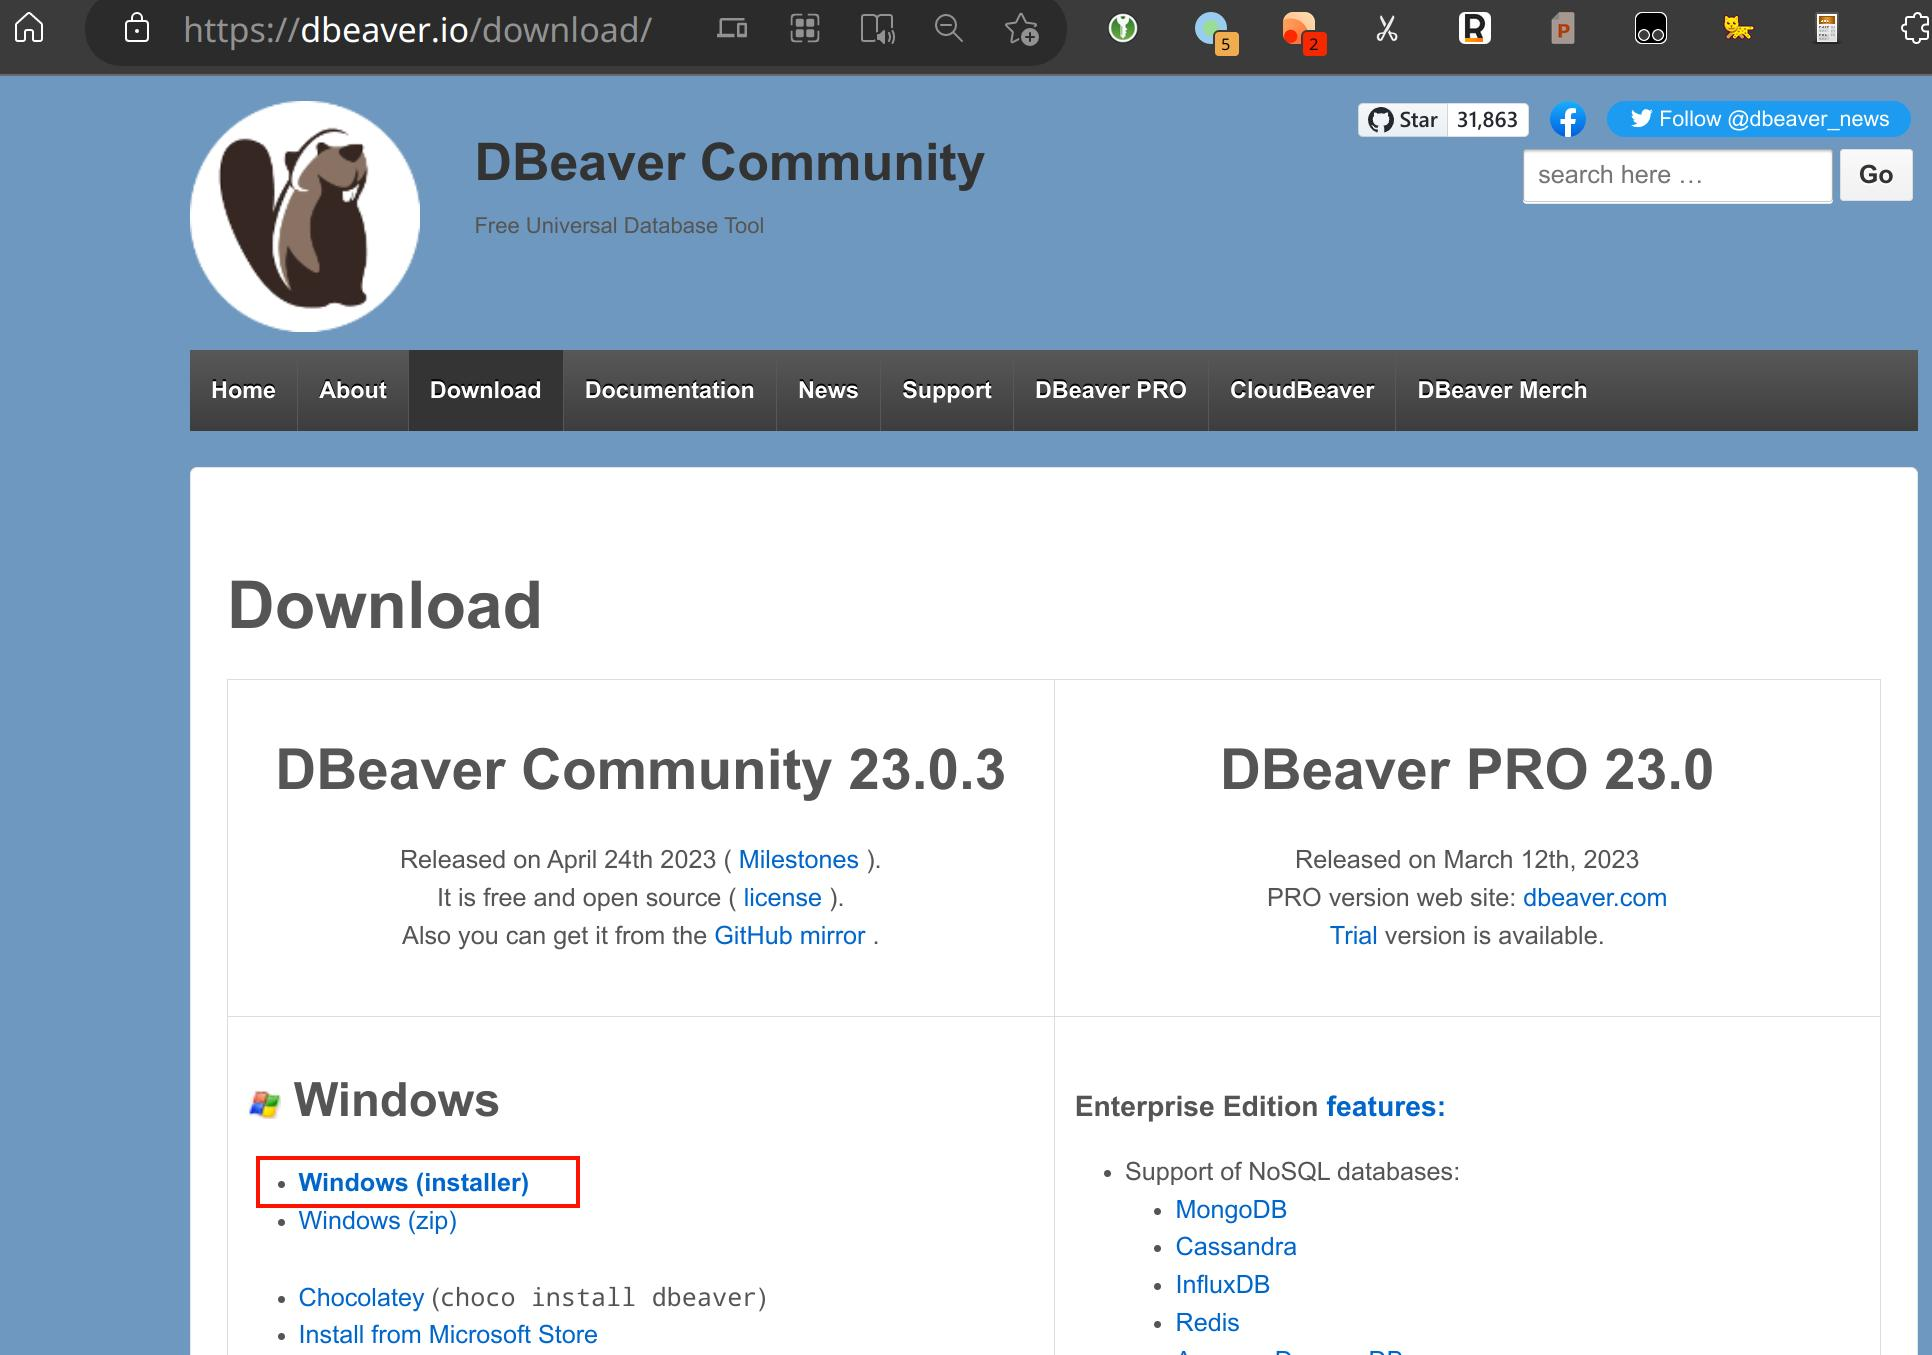 https://dbeaver.io/download/
5
2
R
P
DBeaver Community
Free Universal Database Tool
Star 31,863
Follow @dbeaver_news
search here …
Go
Home About Download Documentation News Support DBeaver PRO CloudBeaver DBeaver Merch
Download
DBeaver Community 23.0.3
Released on April 24th 2023 ( Milestones ).
It is free and open source ( license ).
Also you can get it from the GitHub mirror .
DBeaver PRO 23.0
Released on March 12th, 2023
PRO version web site: dbeaver.com
Trial version is available.
Windows
Windows (installer)
Windows (zip)
Chocolatey (choco install dbeaver)
Install from Microsoft Store
Enterprise Edition features:
Support of NoSQL databases:
MongoDB
Cassandra
InfluxDB
Redis